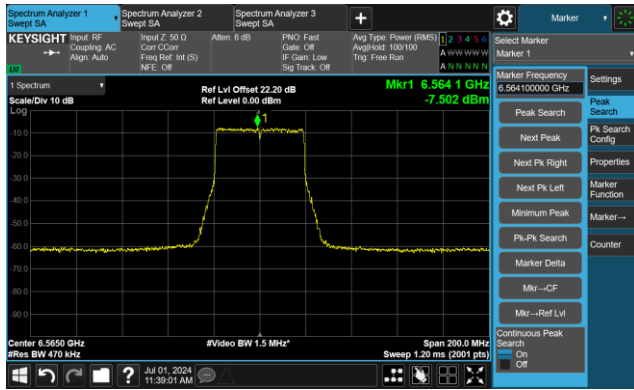 Spectrum Analyzer 1
Swept SA
Spectrum Analyzer 2
Swept SA
Spectrum Analyzer 3
Swept SA
Marker
KEYSIGHT
Input: RF
Coupling: AC
Align: Auto
Input Z: 50 Ω
Corr CCorr
Freq Ref: Int (S)
NFE: Off
Atten: 6 dB
PNO: Fast
Gate: Off
IF Gain: Low
Sig Track: Off
Avg Type: Power (RMS)
Avg|Hold: 100/100
Trig: Free Run
1 2 3 4 5 6
A W W W W W
A N N N N N
Select Marker
Marker 1
1 Spectrum
Scale/Div 10 dB
Log
Ref Lvl Offset 22.20 dB
Ref Level 0.00 dBm
Mkr1 6.564 1 GHz
-7.502 dBm
1
-10.0
-20.0
-30.0
-40.0
-50.0
-60.0
-70.0
-80.0
-90.0
Center 6.5650 GHz
#Res BW 470 kHz
#Video BW 1.5 MHz*
Span 200.0 MHz
Sweep 1.20 ms (2001 pts)
Marker Frequency
6.564100000 GHz
Peak Search
Next Peak
Next Pk Right
Next Pk Left
Minimum Peak
Pk-Pk Search
Marker Delta
Mkr→CF
Mkr→Ref Lvl
Continuous Peak
Search
On
Off
Settings
Peak
Search
Pk Search
Config
Properties
Marker
Function
Marker→
Counter
Jul 01, 2024
11:39:01 AM